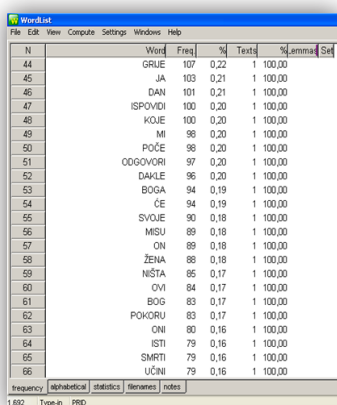 WordList
File Edit View Compute Settings Windows Help
N Word Freq. % Texts % Lemmas Set
44 GRIJE 107 0,22 1 100,00
45 JA 103 0,21 1 100,00
46 DAN 101 0,21 1 100,00
47 ISPOVIDI 100 0,20 1 100,00
48 KOJE 100 0,20 1 100,00
49 MI 98 0,20 1 100,00
50 POČE 98 0,20 1 100,00
51 ODGOVORI 97 0,20 1 100,00
52 DAKLE 96 0,20 1 100,00
53 BOGA 94 0,19 1 100,00
54 ĆE 94 0,19 1 100,00
55 SVOJE 90 0,18 1 100,00
56 MISU 89 0,18 1 100,00
57 ON 89 0,18 1 100,00
58 ŽENA 88 0,18 1 100,00
59 NIŠTA 85 0,17 1 100,00
60 OVI 84 0,17 1 100,00
61 BOG 83 0,17 1 100,00
62 POKORU 83 0,17 1 100,00
63 ONI 80 0,16 1 100,00
64 ISTI 79 0,16 1 100,00
65 SMRTI 79 0,16 1 100,00
66 UČINI 79 0,16 1 100,00
frequency alphabetical statistics filenames notes
1.692 Type-in PRID